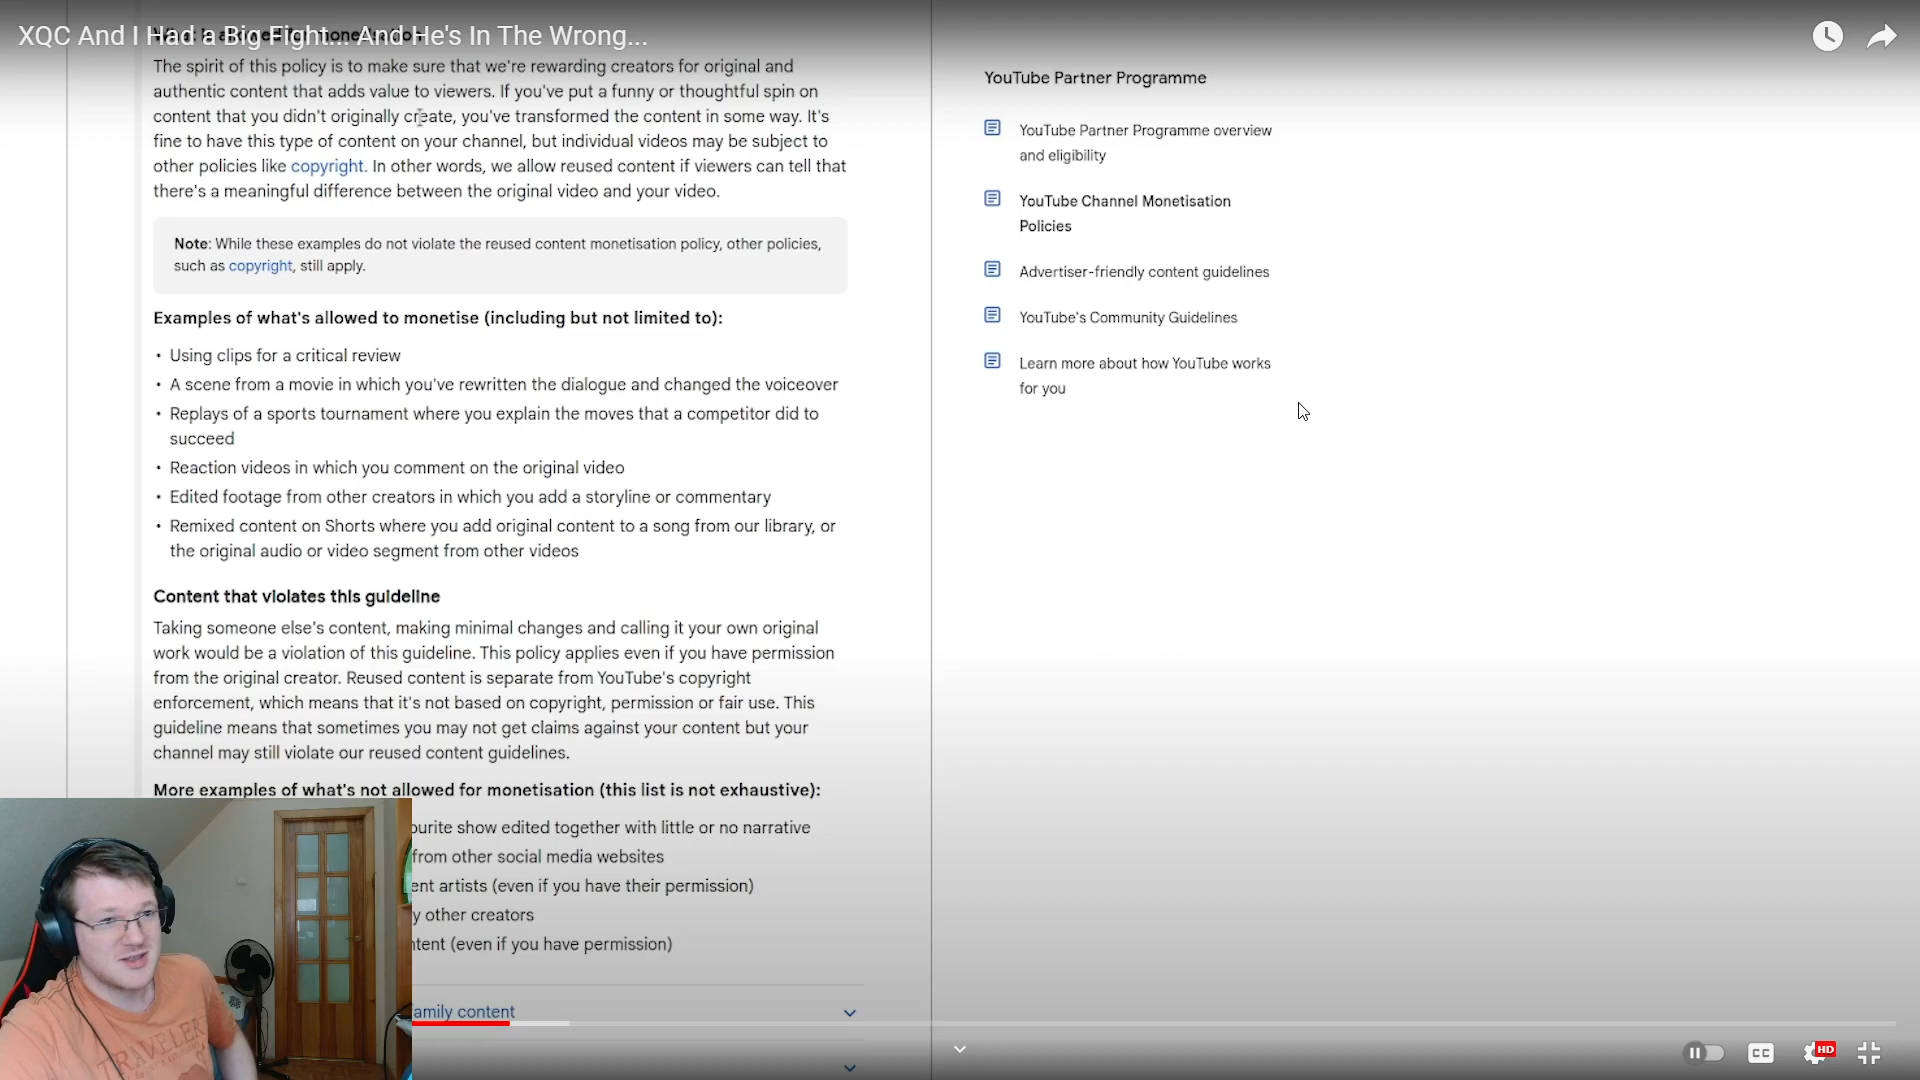 XQC And I Had a Big Fight... And He's In The Wrong...
The spirit of this policy is to make sure that we're rewarding creators for original and
authentic content that adds value to viewers. If you've put a funny or thoughtful spin on
content that you didn't originally create, you've transformed the content in some way. It's
fine to have this type of content on your channel, but individual videos may be subject to
other policies like copyright. In other words, we allow reused content if viewers can tell that
there's a meaningful difference between the original video and your video.
Note: While these examples do not violate the reused content monetisation policy, other policies,
such as copyright, still apply.
Examples of what's allowed to monetise (including but not limited to):
• Using clips for a critical review
• A scene from a movie in which you've rewritten the dialogue and changed the voiceover
• Replays of a sports tournament where you explain the moves that a competitor did to
succeed
• Reaction videos in which you comment on the original video
• Edited footage from other creators in which you add a storyline or commentary
• Remixed content on Shorts where you add original content to a song from our library, or
the original audio or video segment from other videos
Content that violates this guideline
Taking someone else's content, making minimal changes and calling it your own original
work would be a violation of this guideline. This policy applies even if you have permission
from the original creator. Reused content is separate from YouTube's copyright
enforcement, which means that it's not based on copyright, permission or fair use. This
guideline means that sometimes you may not get claims against your content but your
channel may still violate our reused content guidelines.
More examples of what's not allowed for monetisation (this list is not exhaustive):
ourite show edited together with little or no narrative
from other social media websites
ent artists (even if you have their permission)
y other creators
ntent (even if you have permission)
amily content
YouTube Partner Programme
YouTube Partner Programme overview
and eligibility
YouTube Channel Monetisation
Policies
Advertiser-friendly content guidelines
YouTube's Community Guidelines
Learn more about how YouTube works
for you
TRAVELER
CC
HD